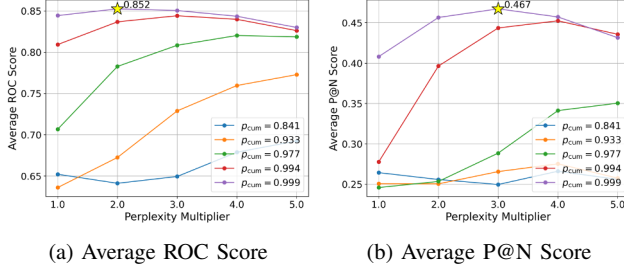 0.852
0.85
0.80
0.75
0.70
0.65
Average ROC Score
p_cum = 0.841
p_cum = 0.933
p_cum = 0.977
p_cum = 0.994
p_cum = 0.999
1.0 2.0 3.0 4.0 5.0
Perplexity Multiplier
(a) Average ROC Score
0.467
0.45
0.40
0.35
0.30
0.25
Average P@N Score
p_cum = 0.841
p_cum = 0.933
p_cum = 0.977
p_cum = 0.994
p_cum = 0.999
1.0 2.0 3.0 4.0 5.0
Perplexity Multiplier
(b) Average P@N Score